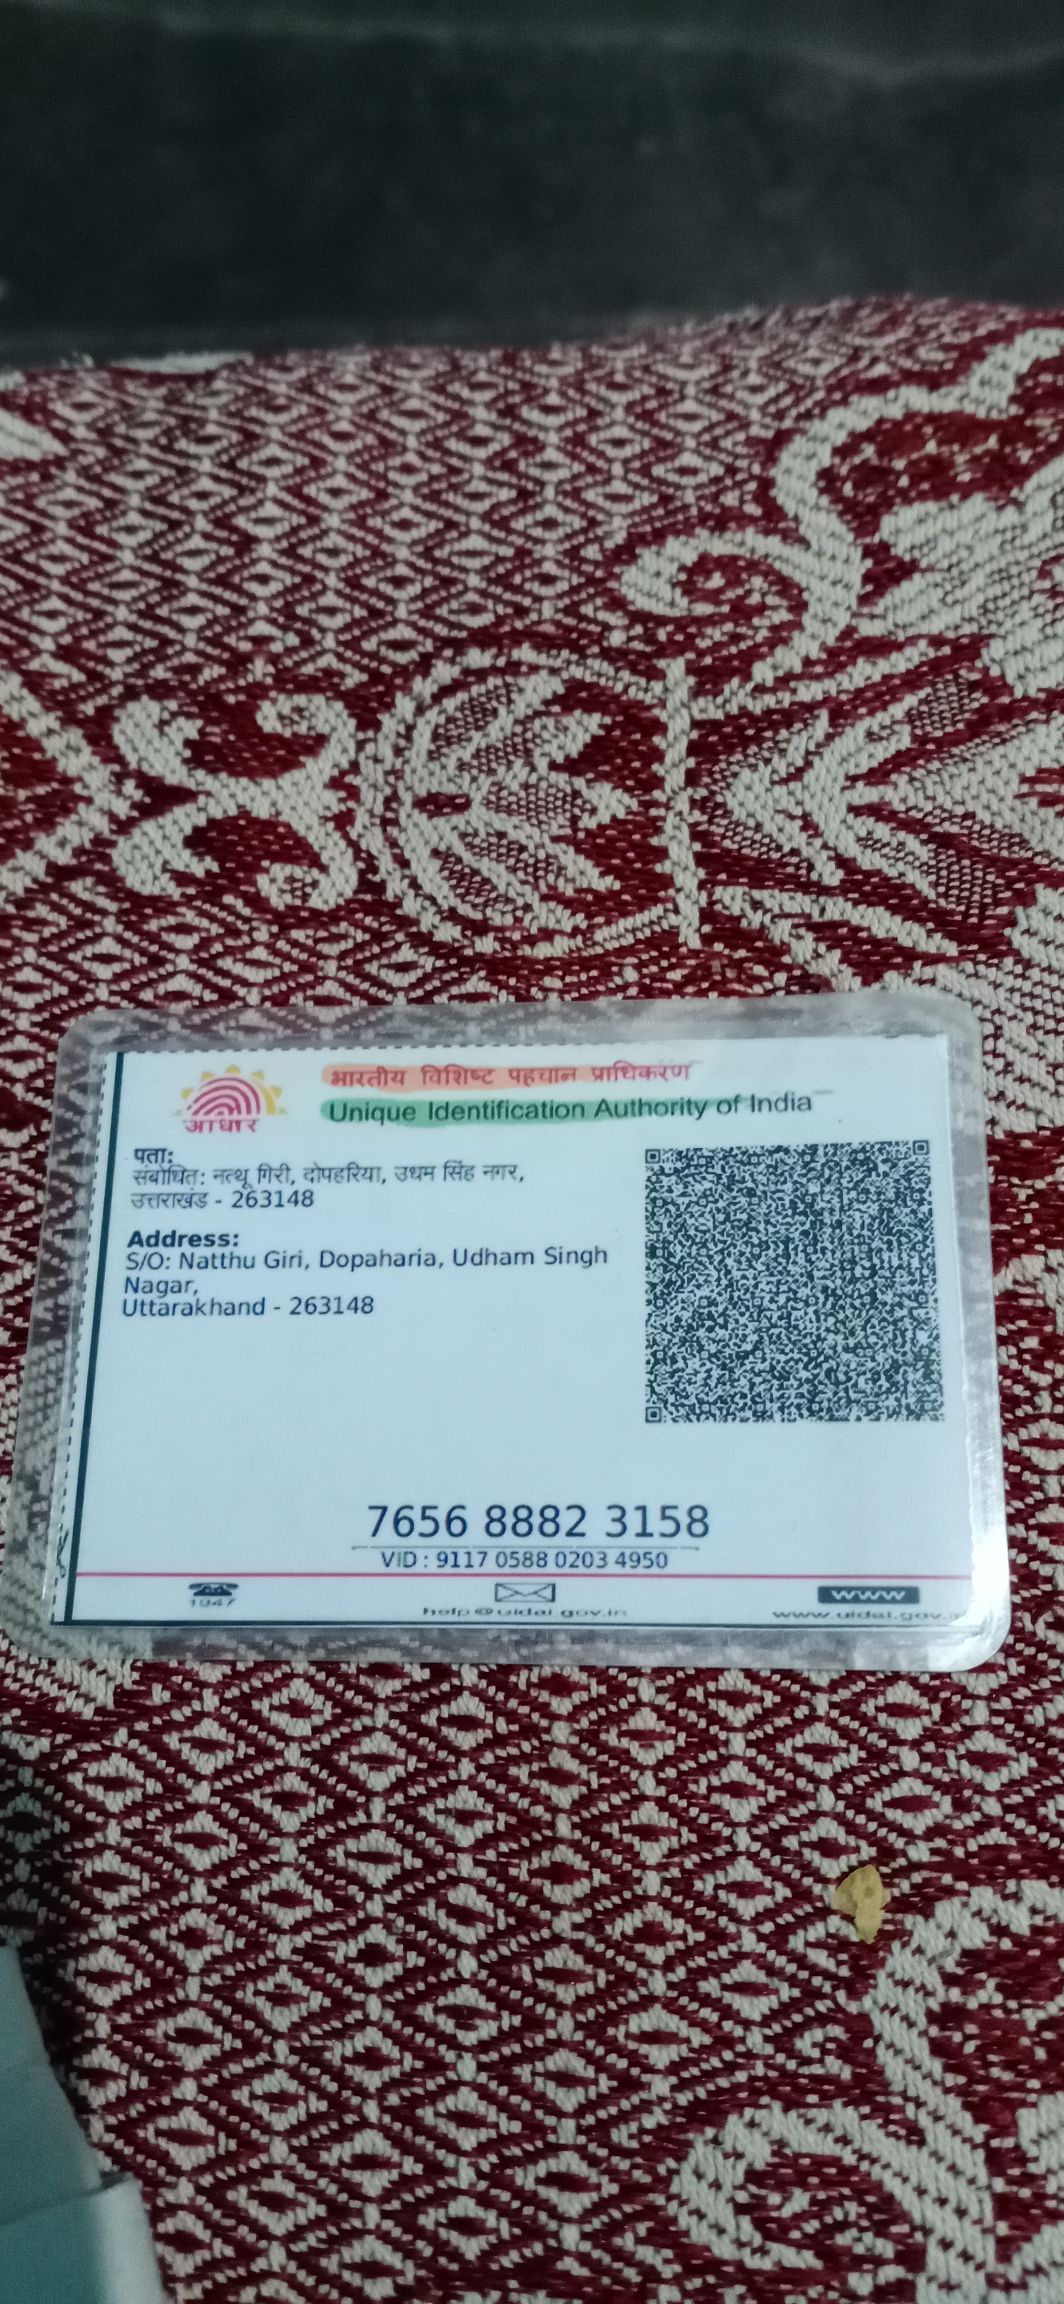 भारतीय विशिष्ट पहचान प्राधिकरण
Unique Identification Authority of India
आधार
पता:
संबोधित: नत्थू गिरी, दोपहरिया, उधम सिंह नगर,
उत्तराखंड - 263148
Address:
S/O: Natthu Giri, Dopaharia, Udham Singh
Nagar,
Uttarakhand - 263148
7656 8882 3158
VID : 9117 0588 0203 4950
1947
help@uidai.gov.in
www
www.uidai.gov.